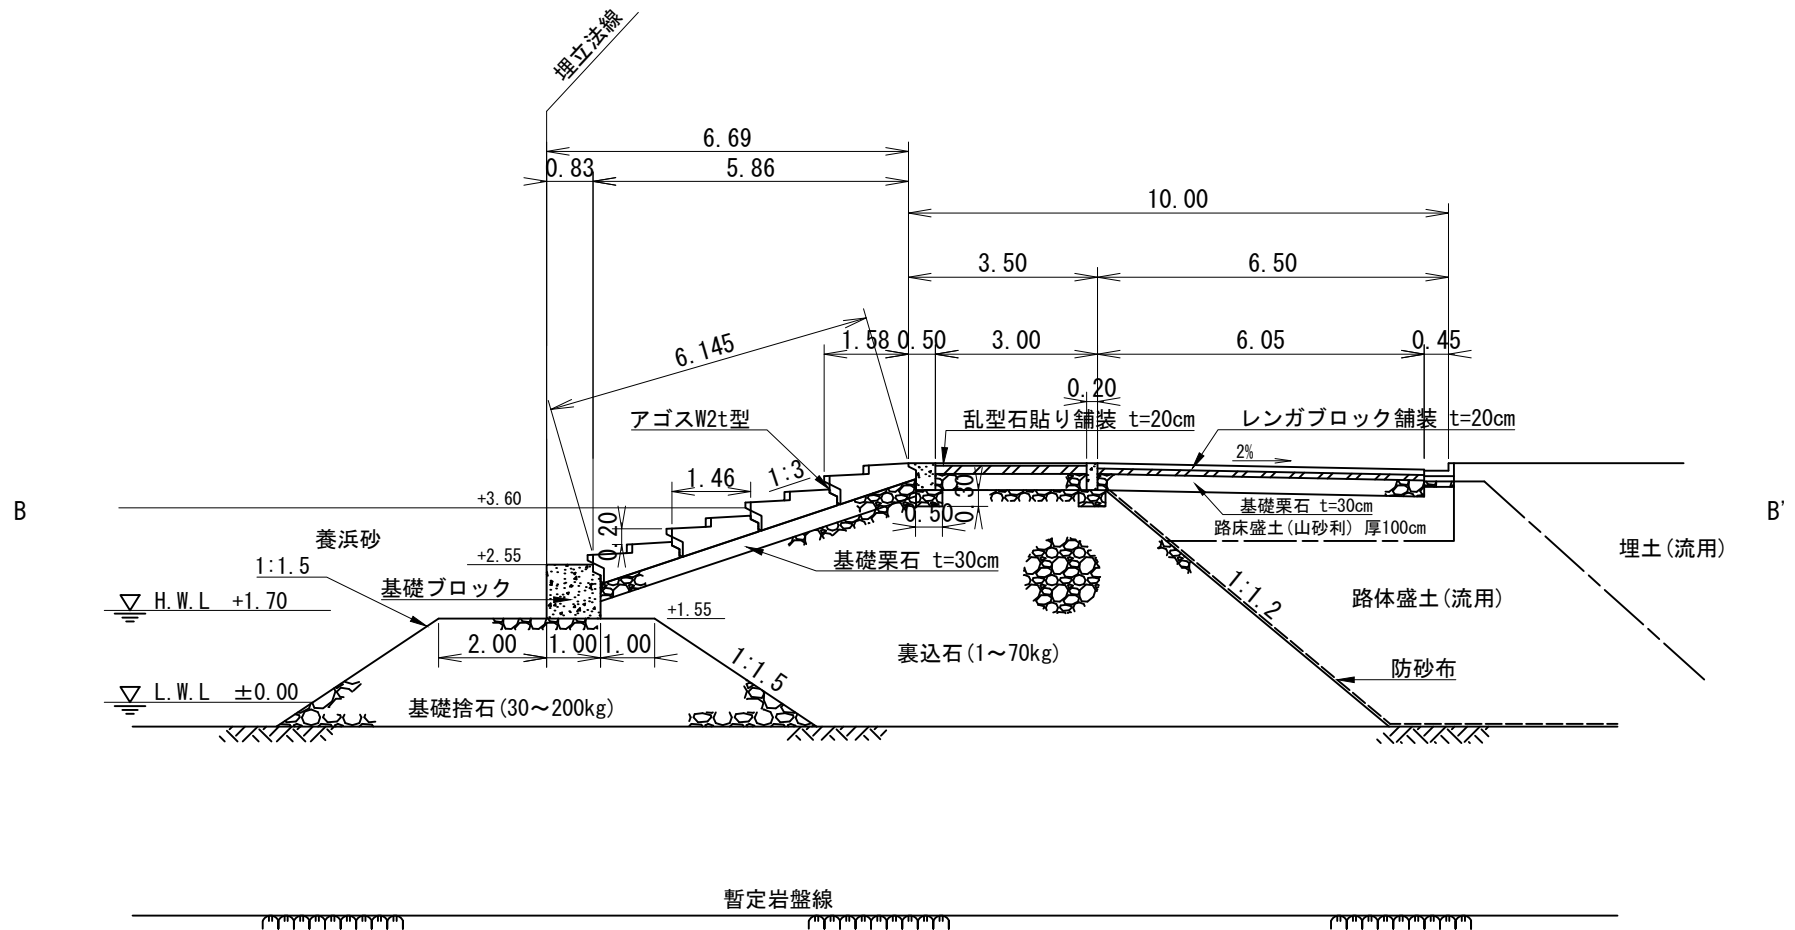 埋立法線
6.69
0.83
5.86
10.00
3.50
6.50
6.145
1.58
0.50
3.00
6.05
0.45
0.20
アゴスW2t型
乱型石貼り舗装 t=20cm
レンガブロック舗装 t=20cm
2%
1.46
1:3
B
+3.60
0.20
0.50
0.30
基礎栗石 t=30cm
路床盛土(山砂利) 厚100cm
B'
養浜砂
1:1.5
+2.55
基礎ブロック
基礎栗石 t=30cm
埋土(流用)
H.W.L +1.70
+1.55
1:1.2
路体盛土(流用)
2.00
1.00
1.00
1:1.5
裏込石(1～70kg)
防砂布
L.W.L ±0.00
基礎捨石(30～200kg)
暫定岩盤線